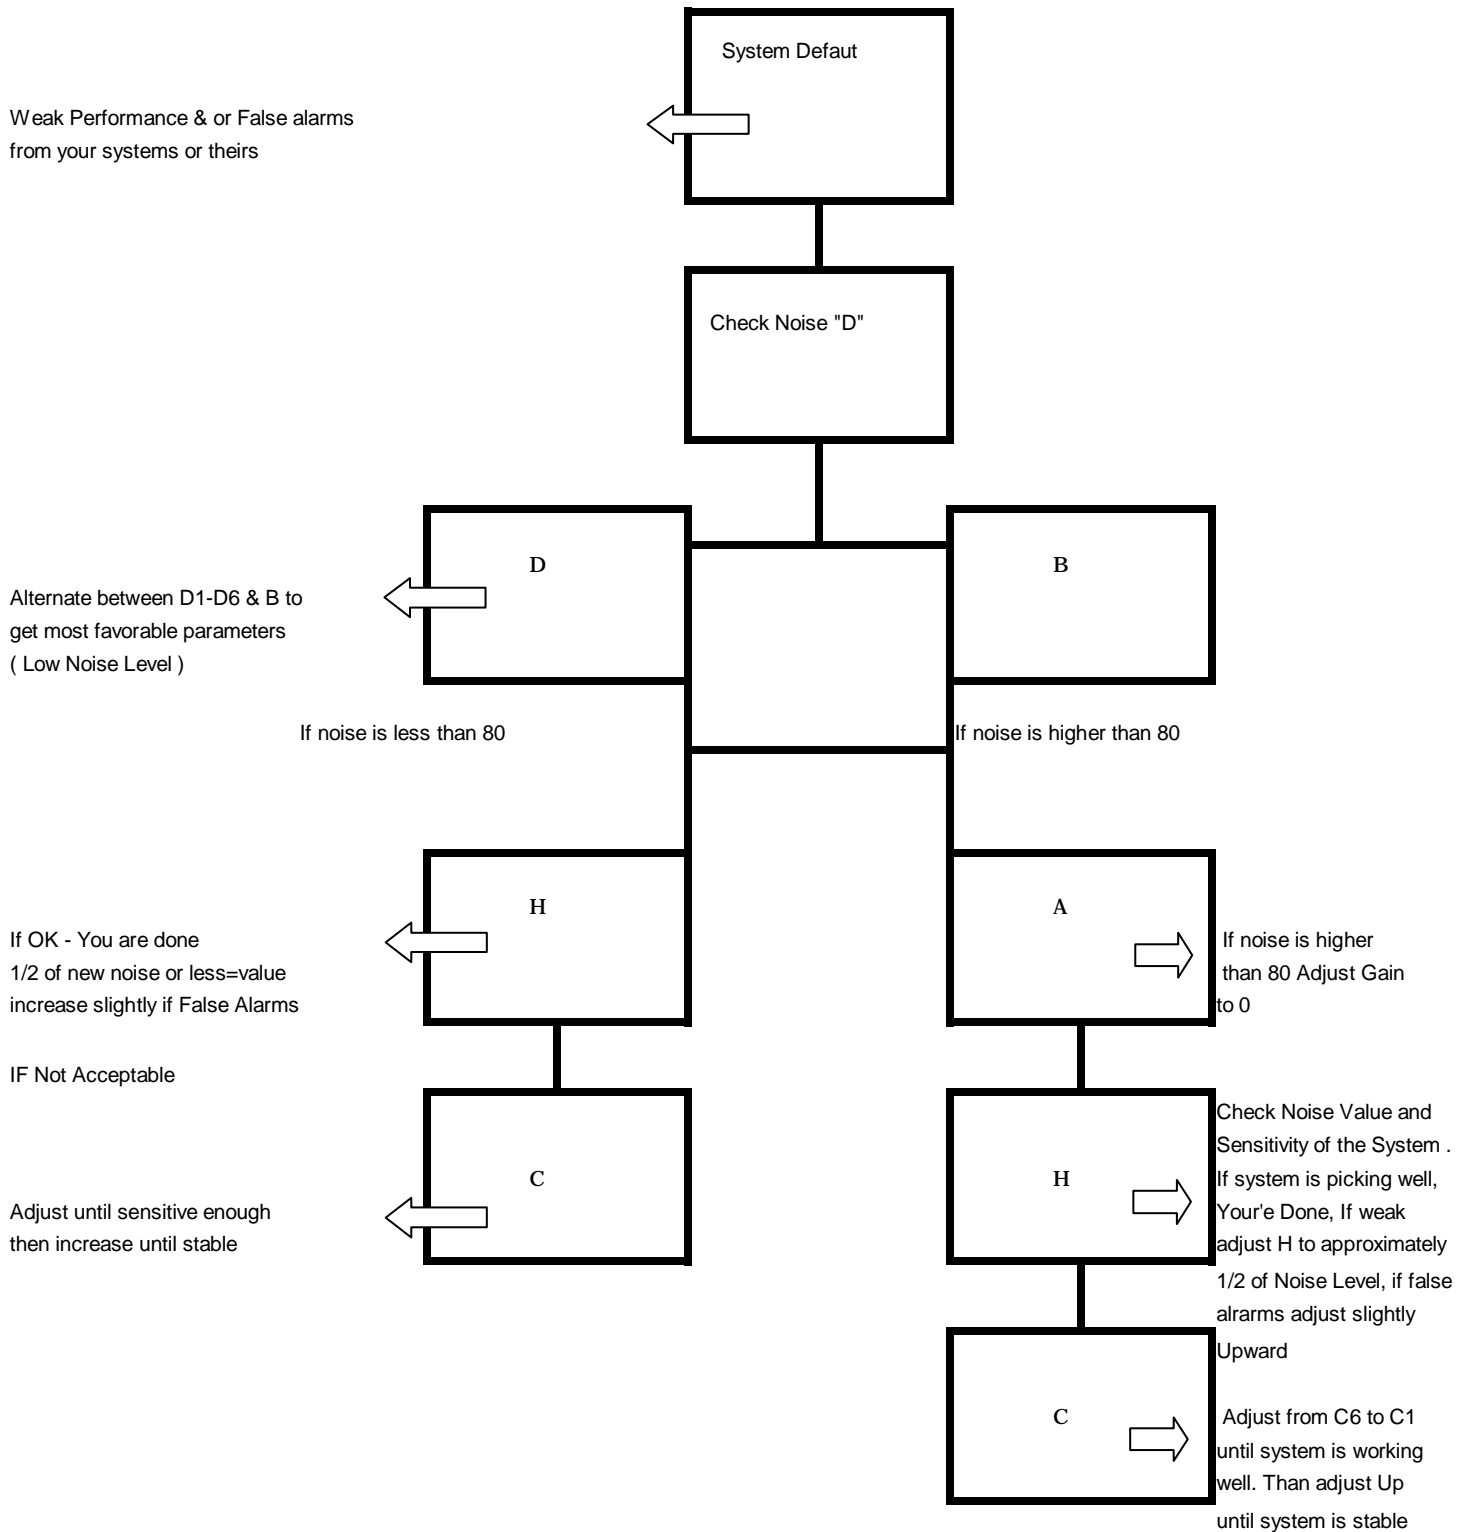 System Defaut
Weak Performance & or False alarms
from your systems or theirs
Check Noise "D"
D
B
Alternate between D1-D6 & B to
get most favorable parameters
( Low Noise Level )
If noise is less than 80
If noise is higher than 80
H
A
If OK - You are done
1/2 of new noise or less=value
increase slightly if False Alarms
If noise is higher
than 80 Adjust Gain
to 0
IF Not Acceptable
C
Adjust until sensitive enough
then increase until stable
H
Check Noise Value and
Sensitivity of the System .
If system is picking well,
Your'e Done, If weak
adjust H to approximately
1/2 of Noise Level, if false
alrarms adjust slightly
Upward
C
Adjust from C6 to C1
until system is working
well. Than adjust Up
until system is stable